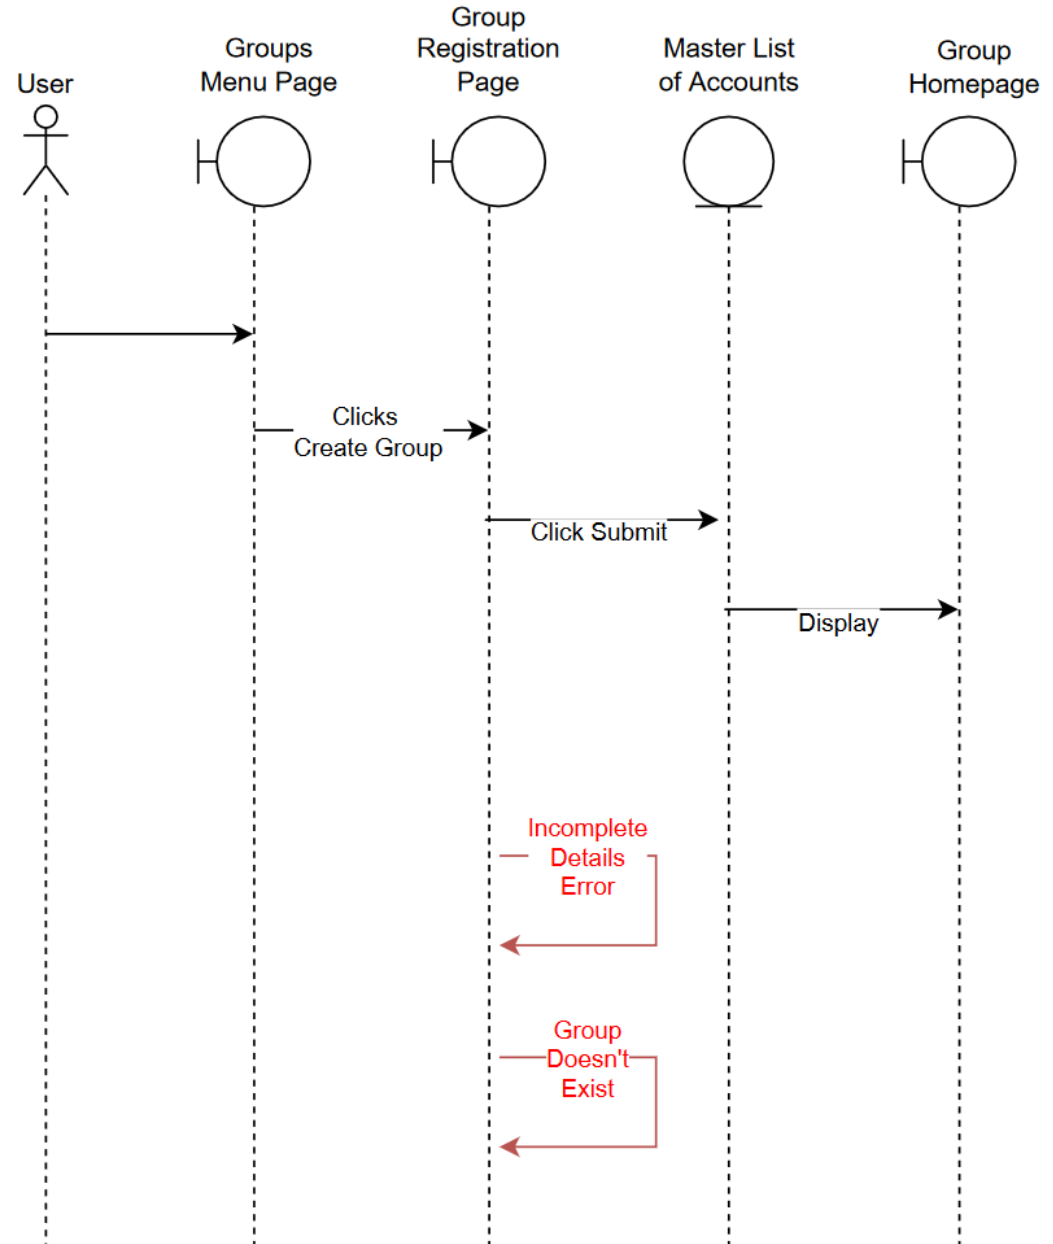 User
Groups
Menu Page
Group
Registration
Page
Master List
of Accounts
Group
Homepage
Clicks
Create Group
Click Submit
Display
Incomplete
Details
Error
Group
Doesn't
Exist